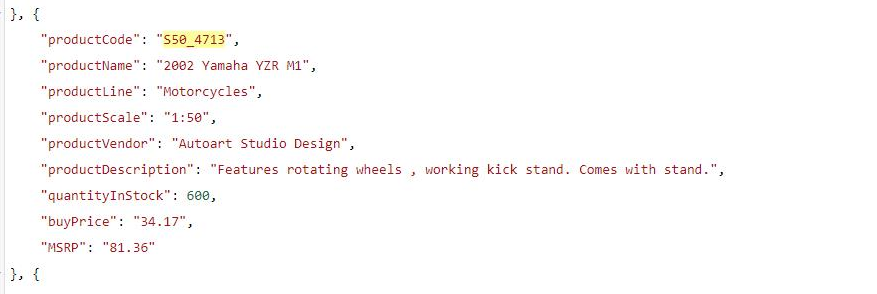 }, {
"productCode": "S50_4713",
"productName": "2002 Yamaha YZR M1",
"productLine": "Motorcycles",
"productScale": "1:50",
"productVendor": "Autoart Studio Design",
"productDescription": "Features rotating wheels , working kick stand. Comes with stand.",
"quantityInStock": 600,
"buyPrice": "34.17",
"MSRP": "81.36"
}, {